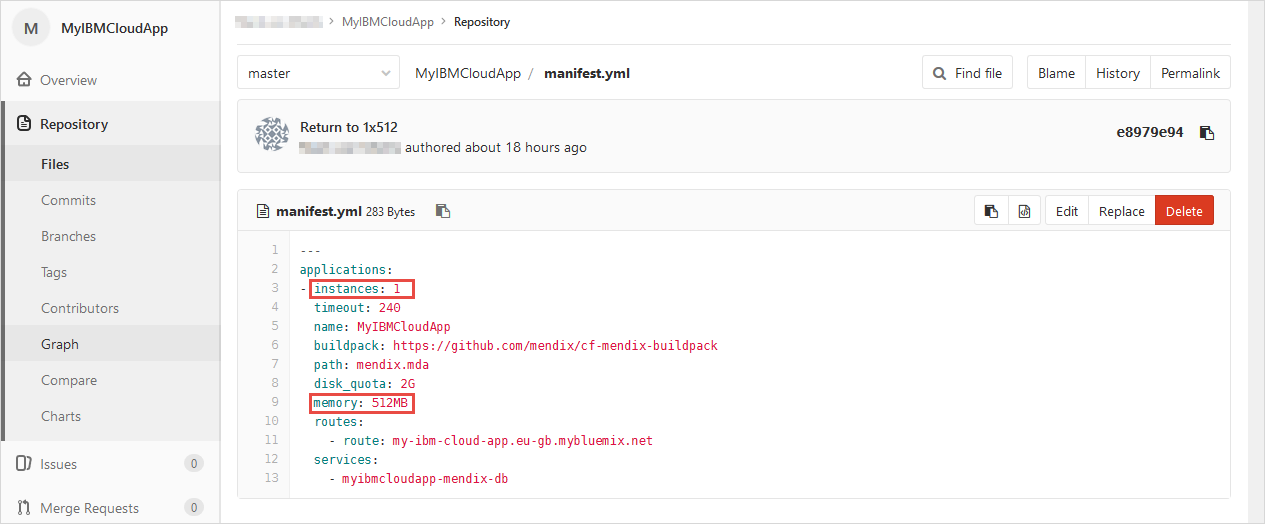 M MyIBMCloudApp
Overview
Repository
Files
Commits
Branches
Tags
Contributors
Graph
Compare
Charts
Issues 0
Merge Requests 0
› MyIBMCloudApp › Repository
master MyIBMCloudApp / manifest.yml Find file Blame History Permalink
Return to 1x512
authored about 18 hours ago
e8979e94
manifest.yml 283 Bytes Edit Replace Delete
1 ---
2 applications:
3 - instances: 1
4 timeout: 240
5 name: MyIBMCloudApp
6 buildpack: https://github.com/mendix/cf-mendix-buildpack
7 path: mendix.mda
8 disk_quota: 2G
9 memory: 512MB
10 routes:
11 - route: my-ibm-cloud-app.eu-gb.mybluemix.net
12 services:
13 - myibmcloudapp-mendix-db